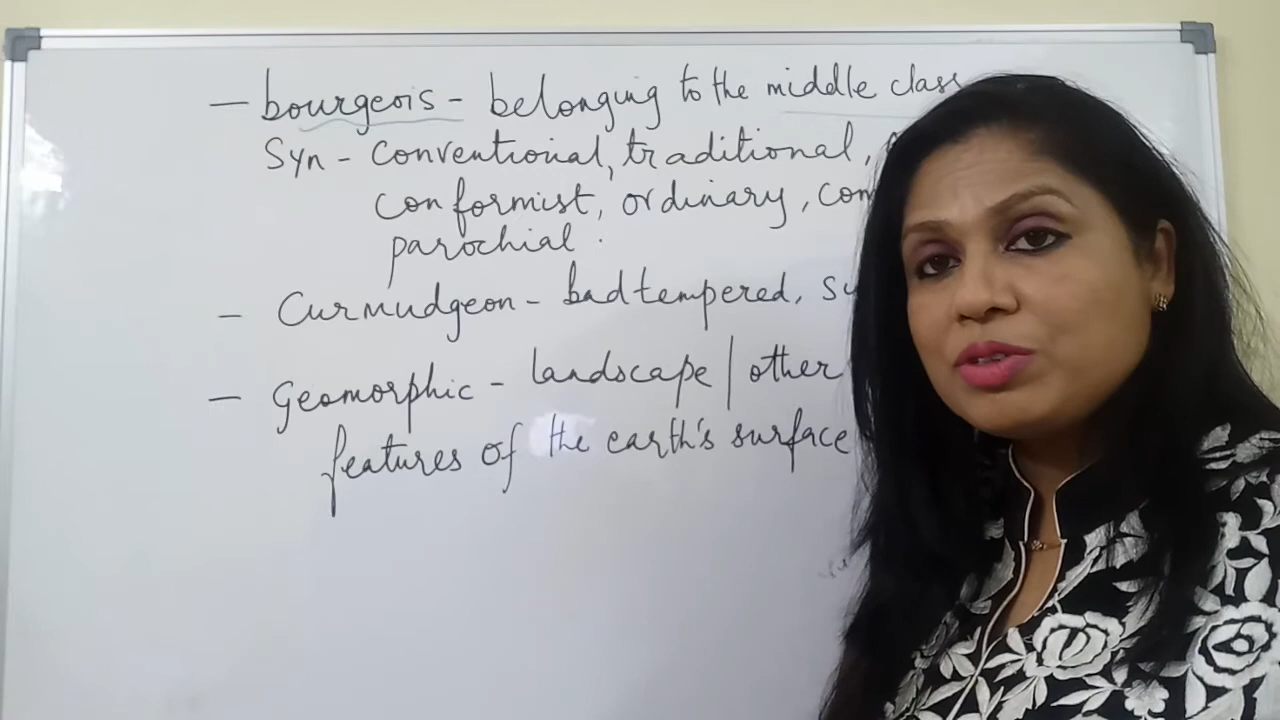 — bourgeois - belonging to the middle class
Syn - conventional, traditional,
conformist, ordinary,
parochial.
- Curmudgeon - bad tempered,
- Geomorphic - landscape / other
features of the earth's surface